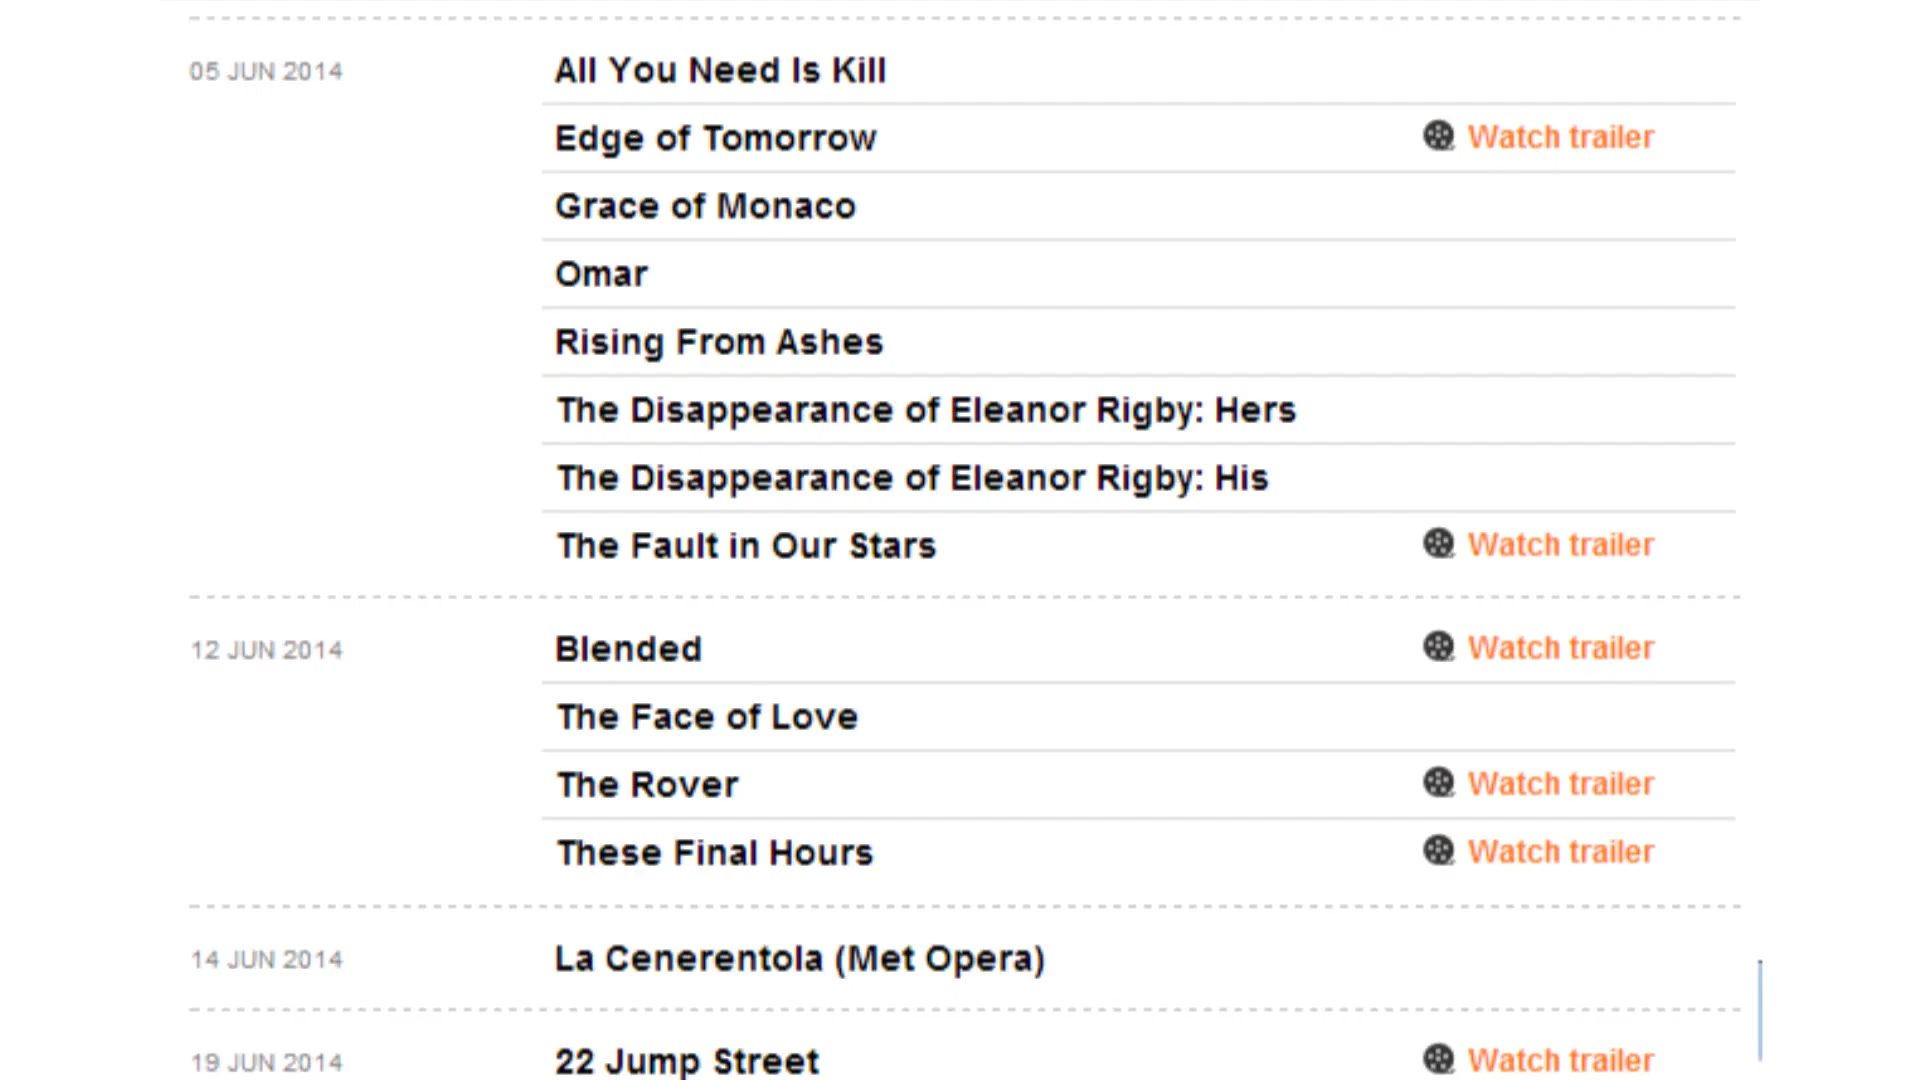 05 JUN 2014 All You Need Is Kill
Edge of Tomorrow Watch trailer
Grace of Monaco
Omar
Rising From Ashes
The Disappearance of Eleanor Rigby: Hers
The Disappearance of Eleanor Rigby: His
The Fault in Our Stars Watch trailer
12 JUN 2014 Blended Watch trailer
The Face of Love
The Rover Watch trailer
These Final Hours Watch trailer
14 JUN 2014 La Cenerentola (Met Opera)
19 JUN 2014 22 Jump Street Watch trailer